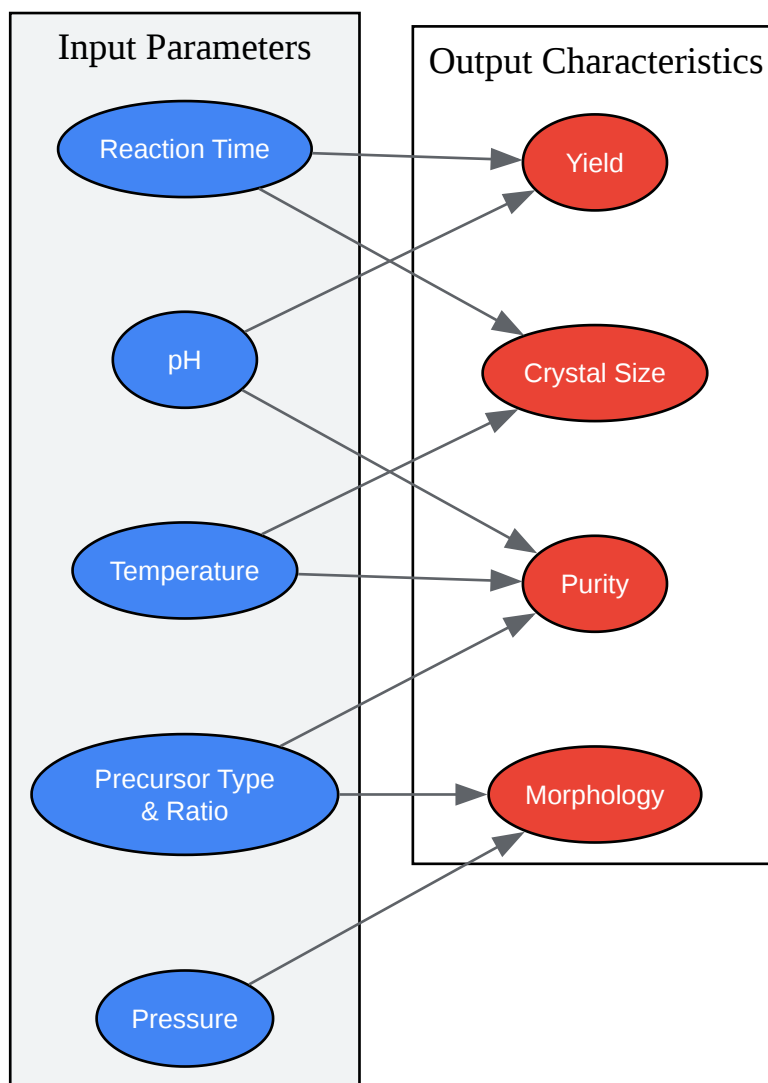 Input Parameters
Output Characteristics
Reaction Time
Yield
pH
Crystal Size
Temperature
Purity
Precursor Type
& Ratio
Morphology
Pressure